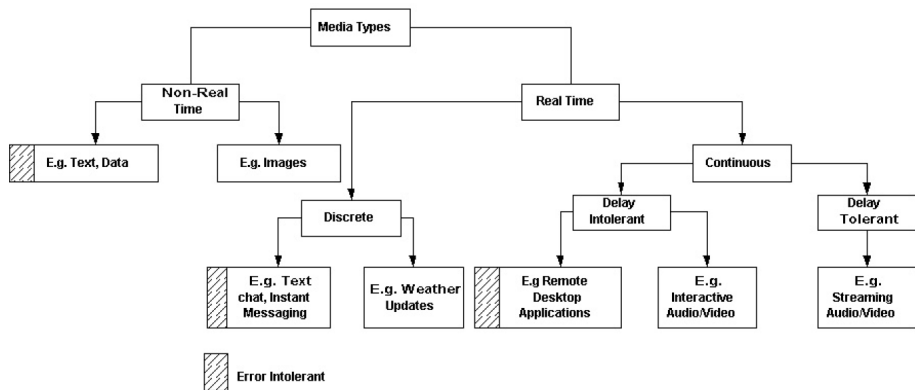 Media Types
Non-Real
Time
Real Time
E.g. Text, Data
E.g. Images
Continuous
Discrete
Delay
Intolerant
Delay
Tolerant
E.g. Text
chat, Instant
Messaging
E.g. Weather
Updates
E.g Remote
Desktop
Applications
E.g.
Interactive
Audio/Video
E.g.
Streaming
Audio/Video
Error Intolerant